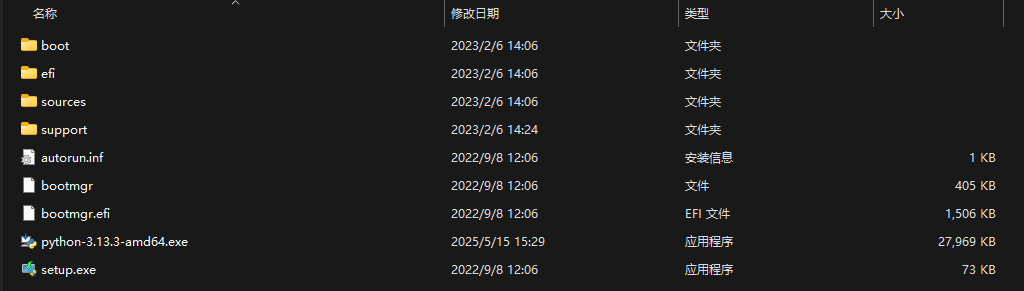 名称 修改日期 类型 大小
boot 2023/2/6 14:06 文件夹
efi 2023/2/6 14:06 文件夹
sources 2023/2/6 14:06 文件夹
support 2023/2/6 14:24 文件夹
autorun.inf 2022/9/8 12:06 安装信息 1 KB
bootmgr 2022/9/8 12:06 文件 405 KB
bootmgr.efi 2022/9/8 12:06 EFI 文件 1,506 KB
python-3.13.3-amd64.exe 2025/5/15 15:29 应用程序 27,969 KB
setup.exe 2022/9/8 12:06 应用程序 73 KB